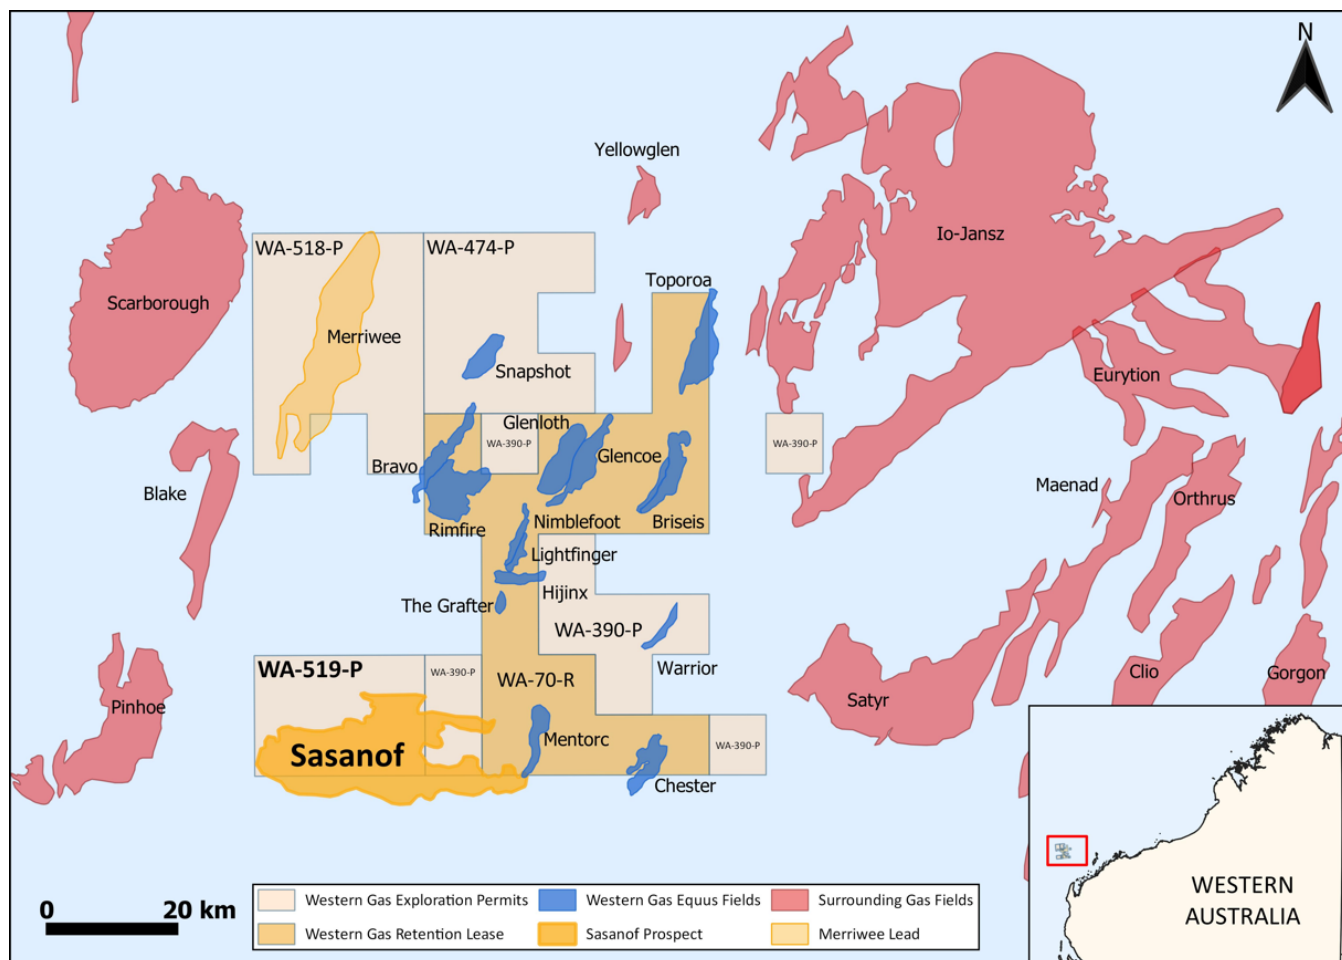 N
Yellowglen
Io-Jansz
WA-518-P
WA-474-P
Toporoa
Scarborough
Merriwee
Snapshot
Eurytion
Glenloth
WA-390-P
WA-390-P
Glencoe
Bravo
Blake
Maenad
Orthrus
Rimfire
Nimblefoot
Briseis
Lightfinger
Hijinx
The Grafter
WA-390-P
WA-519-P
WA-390-P
WA-70-R
Warrior
Clio
Gorgon
Satyr
Pinhoe
Sasanof
Mentorc
WA-390-P
Chester
0 20 km
Western Gas Exploration Permits
Western Gas Equus Fields
Surrounding Gas Fields
Western Gas Retention Lease
Sasanof Prospect
Merriwee Lead
WESTERN
AUSTRALIA